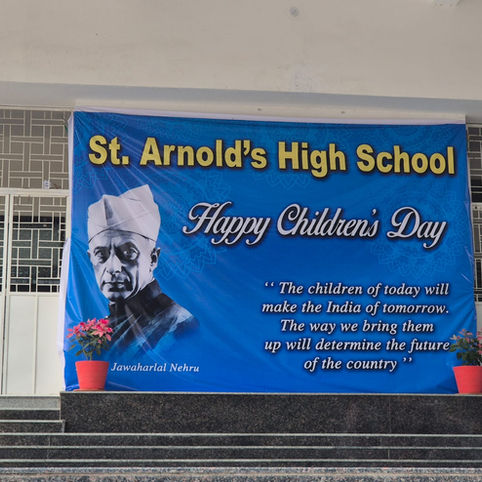 St. Arnold's High School
Happy Children's Day
‘‘ The children of today will
make the India of tomorrow.
The way we bring them
up will determine the future
of the country ’’
Jawaharlal Nehru